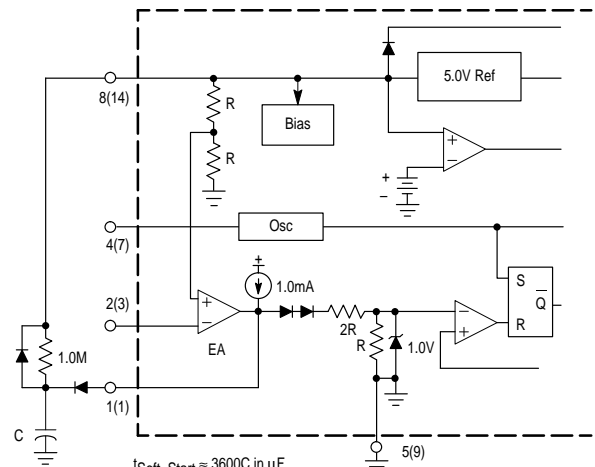 5.0V Ref
8(14)
R
Bias
R
+
−
+
−
Osc
4(7)
+
1.0mA
S
Q
R
2(3)
+
−
EA
2R
R
1.0V
−
+
1.0M
1(1)
C
5(9)
tSoft-Start ≈ 3600C in µF